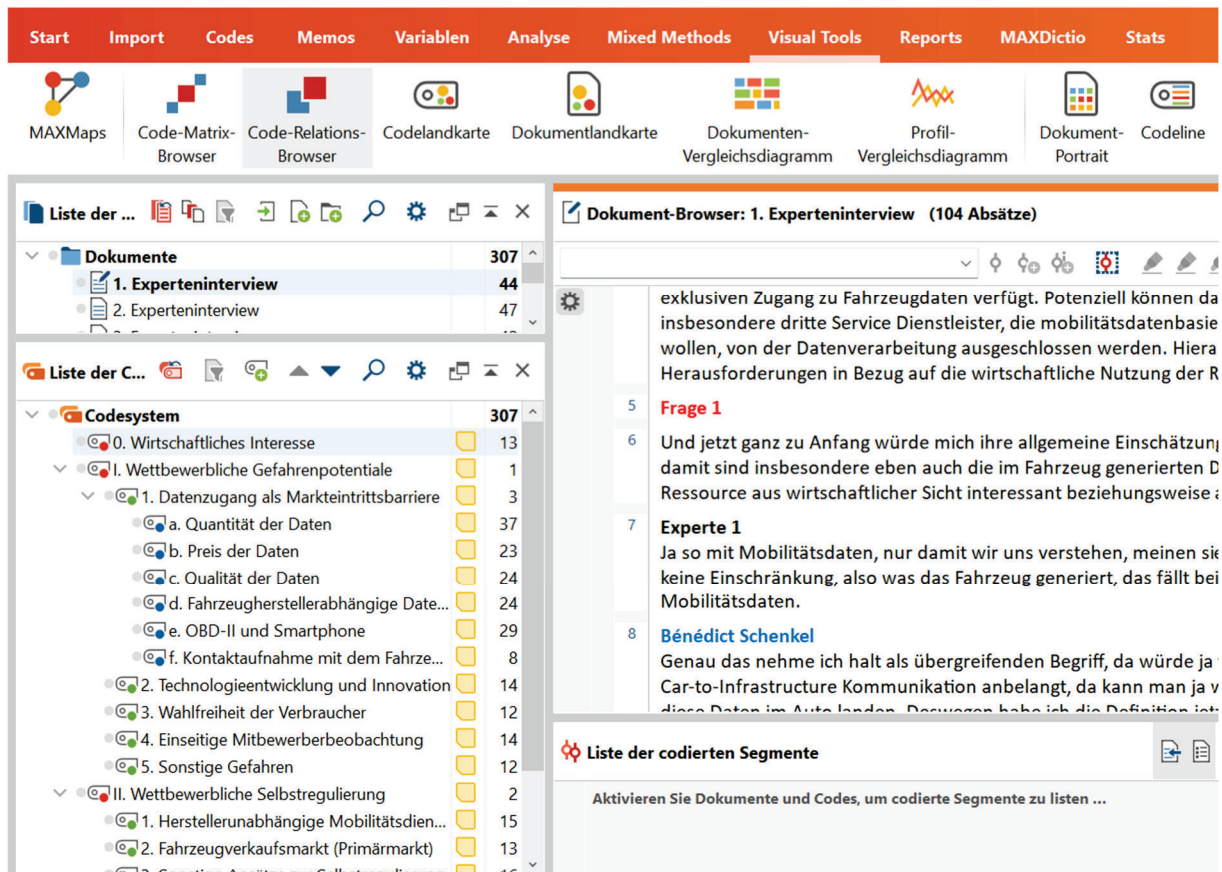 Start Import Codes Memos Variablen Analyse Mixed Methods Visual Tools Reports MAXDictio Stats
MAXMaps
Code-Matrix-
Browser
Code-Relations-
Browser
Codelandkarte
Dokumentlandkarte
Dokumenten-
Vergleichsdiagramm
Profil-
Vergleichsdiagramm
Dokument-
Portrait
Codeline
Liste der ...
Dokumente 307
1. Experteninterview 44
2. Experteninterview 47
Liste der C...
Codesystem 307
0. Wirtschaftliches Interesse 13
I. Wettbewerbliche Gefahrenpotentiale 1
1. Datenzugang als Markteintrittsbarriere 3
a. Quantität der Daten 37
b. Preis der Daten 23
c. Qualität der Daten 24
d. Fahrzeugherstellerabhängige Date... 24
e. OBD-II und Smartphone 29
f. Kontaktaufnahme mit dem Fahrze... 8
2. Technologieentwicklung und Innovation 14
3. Wahlfreiheit der Verbraucher 12
4. Einseitige Mitbewerberbeobachtung 14
5. Sonstige Gefahren 12
II. Wettbewerbliche Selbstregulierung 2
1. Herstellerunabhängige Mobilitätsdien... 15
2. Fahrzeugverkaufsmarkt (Primärmarkt) 13
Dokument-Browser: 1. Experteninterview (104 Absätze)
exklusiven Zugang zu Fahrzeugdaten verfügt. Potenziell können da
insbesondere dritte Service Dienstleister, die mobilitätsdatenbasie
wollen, von der Datenverarbeitung ausgeschlossen werden. Hiera
Herausforderungen in Bezug auf die wirtschaftliche Nutzung der R
5 Frage 1
6 Und jetzt ganz zu Anfang würde mich ihre allgemeine Einschätzung
damit sind insbesondere eben auch die im Fahrzeug generierten D
Ressource aus wirtschaftlicher Sicht interessant beziehungsweise a
7 Experte 1
Ja so mit Mobilitätsdaten, nur damit wir uns verstehen, meinen sie
keine Einschränkung, also was das Fahrzeug generiert, das fällt bei
Mobilitätsdaten.
8 Bénédict Schenkel
Genau das nehme ich halt als übergreifenden Begriff, da würde ja
Car-to-Infrastructure Kommunikation anbelangt, da kann man ja v
diese Daten im Auto landen. Deswegen habe ich die Definition jet
Liste der codierten Segmente
Aktivieren Sie Dokumente und Codes, um codierte Segmente zu listen ...